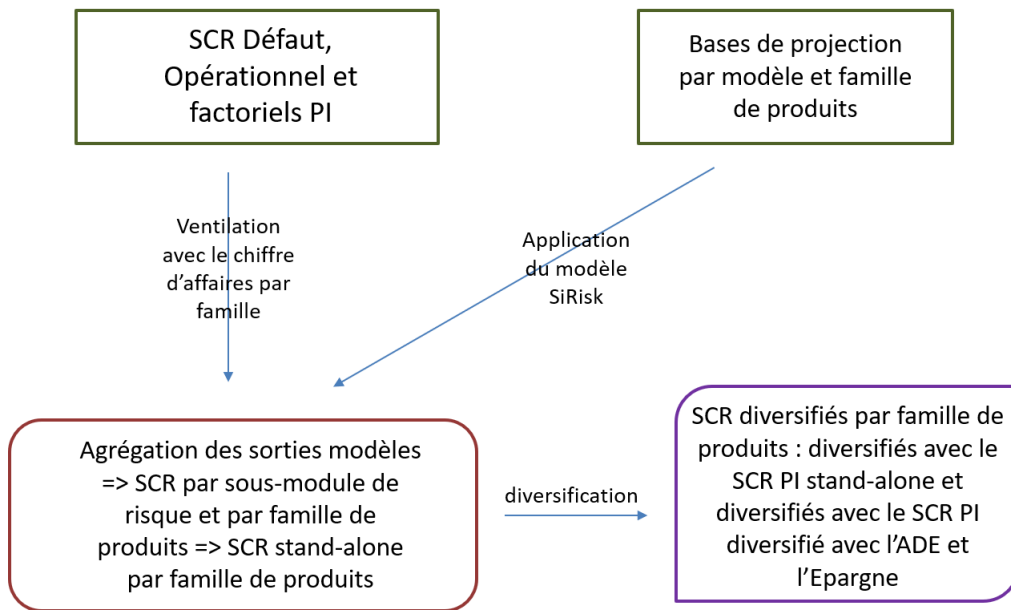 SCR Défaut,
Opérationnel et
factoriels PI
Bases de projection
par modèle et famille
de produits
Ventilation
avec le chiffre
d’affaires par
famille
Application
du modèle
SiRisk
Agrégation des sorties modèles
=> SCR par sous-module de
risque et par famille de
produits => SCR stand-alone
par famille de produits
diversification
SCR diversifiés par famille de
produits : diversifiés avec le
SCR PI stand-alone et
diversifiés avec le SCR PI
diversifié avec l’ADE et
l’Epargne